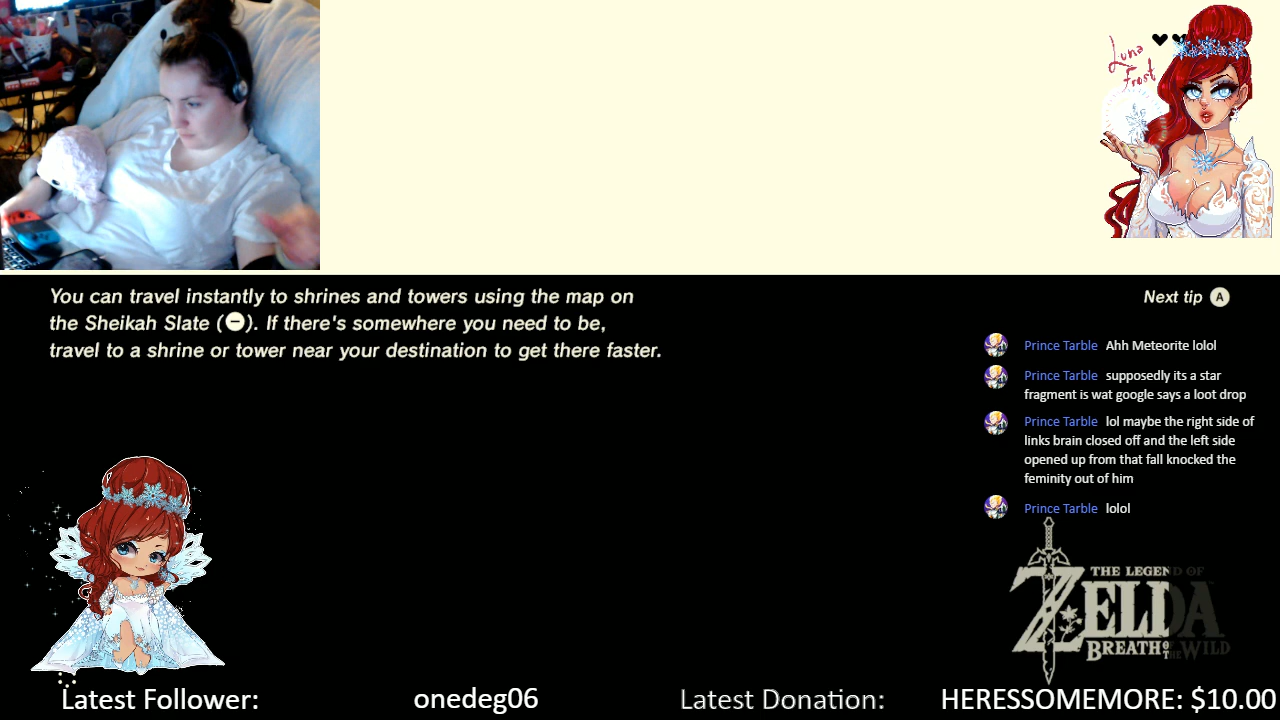 Luna
Frost
You can travel instantly to shrines and towers using the map on
the Sheikah Slate (-). If there's somewhere you need to be,
travel to a shrine or tower near your destination to get there faster.
Next tip A
Prince Tarble Ahh Meteorite lolol
Prince Tarble supposedly its a star
fragment is wat google says a loot drop
Prince Tarble lol maybe the right side of
links brain closed off and the left side
opened up from that fall knocked the
feminity out of him
Prince Tarble lolol
THE LEGEND OF
ZELDA
BREATH OF THE WILD
Latest Follower: onedeg06 Latest Donation: HERESSOMEMORE: $10.00